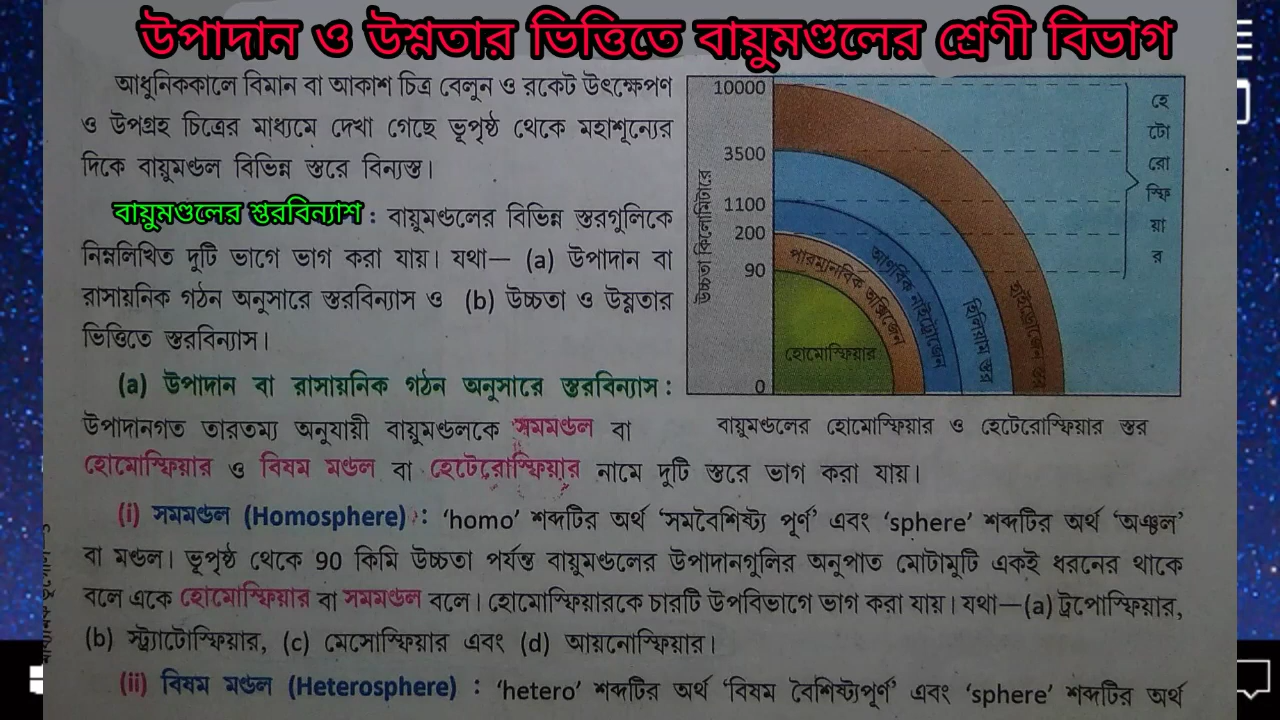 উপাদান ও উশ্নতার ভিত্তিতে বায়ুমণ্ডলের শ্রেণী বিভাগ
আধুনিককালে বিমান বা আকাশ চিত্র বেলুন ও রকেট উৎক্ষেপণ
ও উপগ্রহ চিত্রের মাধ্যমে দেখা গেছে ভূপৃষ্ঠ থেকে মহাশূন্যের
দিকে বায়ুমণ্ডল বিভিন্ন স্তরে বিন্যস্ত।
বায়ুমণ্ডলের স্তরবিন্যাশ : বায়ুমণ্ডলের বিভিন্ন স্তরগুলিকে
নিম্নলিখিত দুটি ভাগে ভাগ করা যায়। যথা— (a) উপাদান বা
রাসায়নিক গঠন অনুসারে স্তরবিন্যাস ও (b) উচ্চতা ও উষ্ণতার
ভিত্তিতে স্তরবিন্যাস।
(a) উপাদান বা রাসায়নিক গঠন অনুসারে স্তরবিন্যাস :
উপাদানগত তারতম্য অনুযায়ী বায়ুমণ্ডলকে সমমণ্ডল বা
হোমোস্ফিয়ার ও বিষম মণ্ডল বা হেটেরোস্ফিয়ার নামে দুটি স্তরে ভাগ করা যায়।
উচ্চতা কিলোমিটারে
10000
3500
1100
200
90
0
হোমোস্ফিয়ার
পারমানবিক অক্সিজেন
আণবিক নাইট্রোজেন
হিলিয়াম স্তর
হাইড্রোজেন স্তর
হেটোরোস্ফিয়ার
বায়ুমণ্ডলের হোমোস্ফিয়ার ও হেটেরোস্ফিয়ার স্তর
(i) সমমণ্ডল (Homosphere) : ‘homo’ শব্দটির অর্থ ‘সমবৈশিষ্ট্য পূর্ণ’ এবং ‘sphere’ শব্দটির অর্থ ‘অঞ্চল’
বা মণ্ডল। ভূপৃষ্ঠ থেকে 90 কিমি উচ্চতা পর্যন্ত বায়ুমণ্ডলের উপাদানগুলির অনুপাত মোটামুটি একই ধরনের থাকে
বলে একে হোমোস্ফিয়ার বা সমমণ্ডল বলে। হোমোস্ফিয়ারকে চারটি উপবিভাগে ভাগ করা যায়। যথা—(a) ট্রপোস্ফিয়ার,
(b) স্ট্র্যাটোস্ফিয়ার, (c) মেসোস্ফিয়ার এবং (d) আয়নোস্ফিয়ার।
(ii) বিষম মণ্ডল (Heterosphere) : ‘hetero’ শব্দটির অর্থ ‘বিষম বৈশিষ্ট্যপূর্ণ’ এবং ‘sphere’ শব্দটির অর্থ